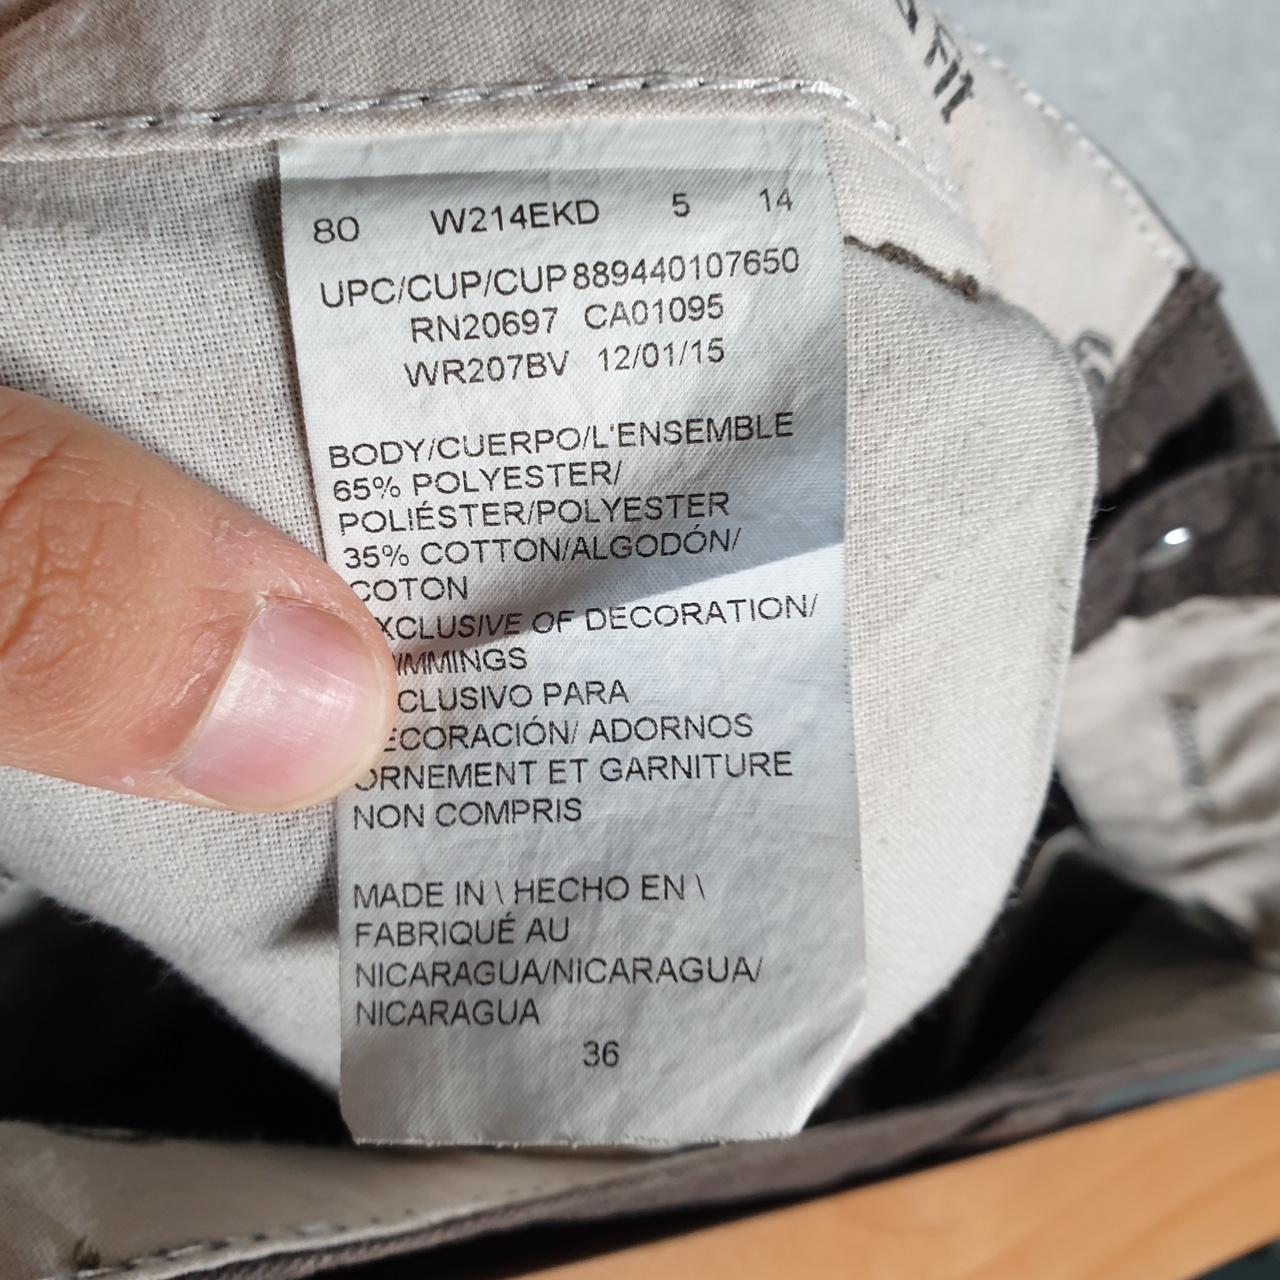 Fit
80 W214EKD 5 14
UPC/CUP/CUP 889440107650
RN20697 CA01095
WR207BV 12/01/15
BODY/CUERPO/L'ENSEMBLE
65% POLYESTER/
POLIÉSTER/POLYESTER
35% COTTON/ALGODÓN/
COTON
XCLUSIVE OF DECORATION/
IMMINGS
CLUSIVO PARA
ECORACIÓN/ ADORNOS
ORNEMENT ET GARNITURE
NON COMPRIS
MADE IN \ HECHO EN \
FABRIQUÉ AU
NICARAGUA/NICARAGUA/
NICARAGUA
36